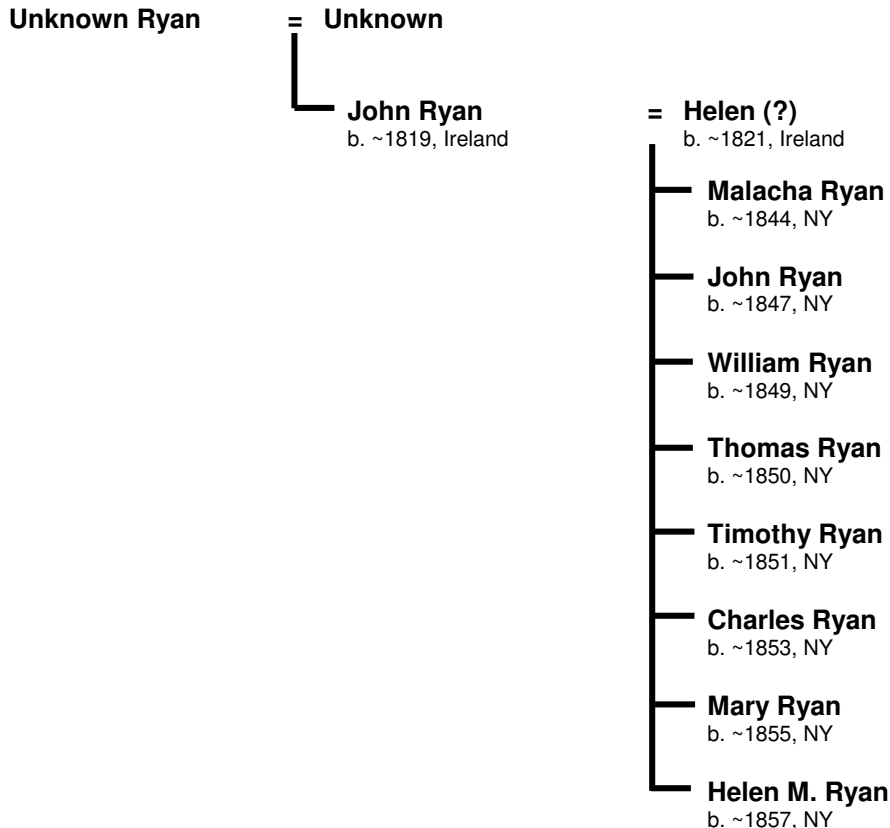 Unknown Ryan = Unknown
John Ryan = Helen (?)
b. ~1819, Ireland b. ~1821, Ireland
Malacha Ryan
b. ~1844, NY
John Ryan
b. ~1847, NY
William Ryan
b. ~1849, NY
Thomas Ryan
b. ~1850, NY
Timothy Ryan
b. ~1851, NY
Charles Ryan
b. ~1853, NY
Mary Ryan
b. ~1855, NY
Helen M. Ryan
b. ~1857, NY